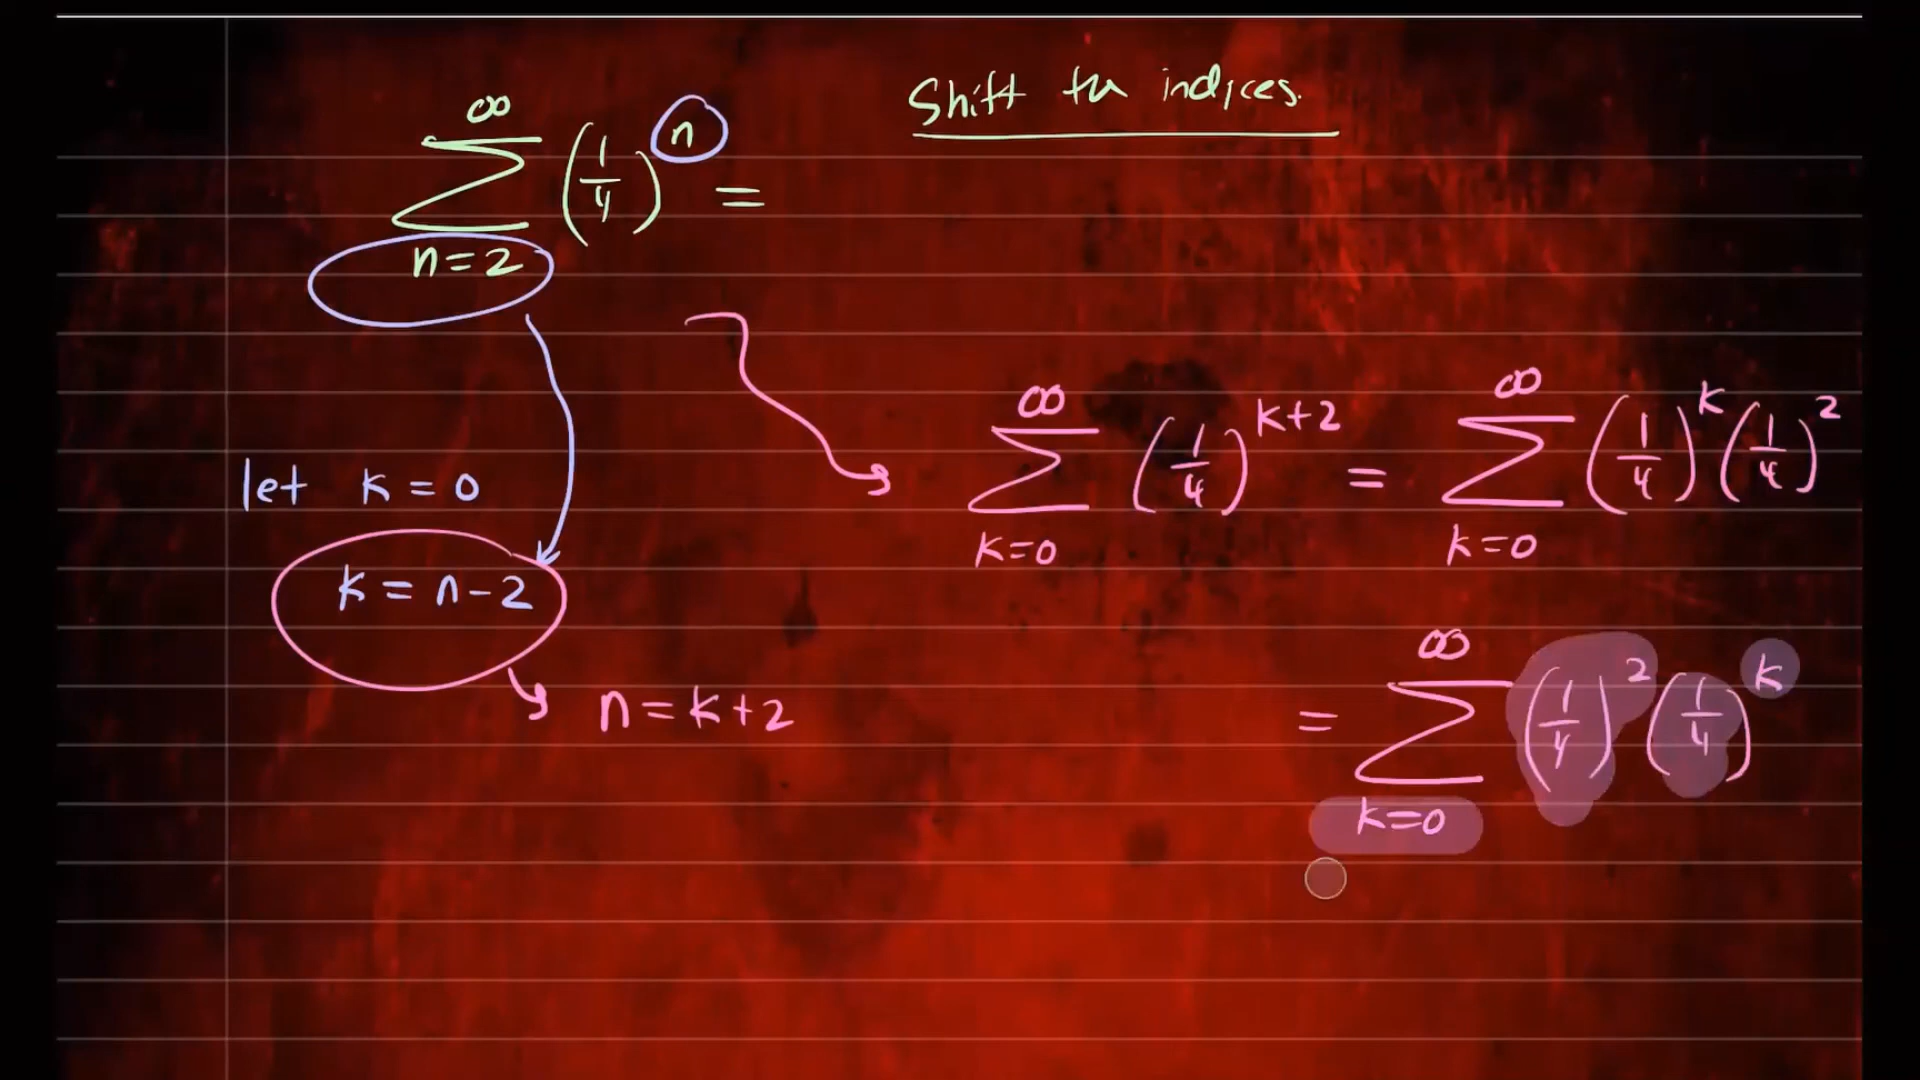 Shift the indices.
∞
∑ (1/4)^n =
n=2
let k = 0
k = n-2
n = k+2
∞ ∞
∑ (1/4)^k+2 = ∑ (1/4)^k (1/4)^2
k=0 k=0
∞
= ∑ (1/4)^2 (1/4)^k
k=0